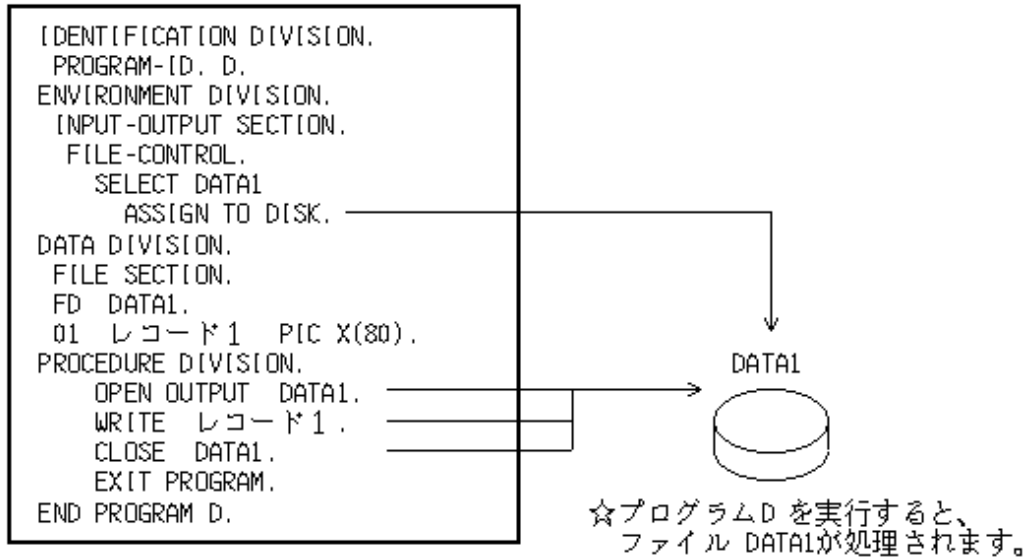 IDENTIFICATION DIVISION.
PROGRAM-ID. D.
ENVIRONMENT DIVISION.
INPUT-OUTPUT SECTION.
FILE-CONTROL.
SELECT DATA1
ASSIGN TO DISK.
DATA DIVISION.
FILE SECTION.
FD DATA1.
01 レコード1 PIC X(80).
PROCEDURE DIVISION.
OPEN OUTPUT DATA1.
WRITE レコード1.
CLOSE DATA1.
EXIT PROGRAM.
END PROGRAM D.
DATA1
☆プログラムD を実行すると、
ファイル DATA1が処理されます。